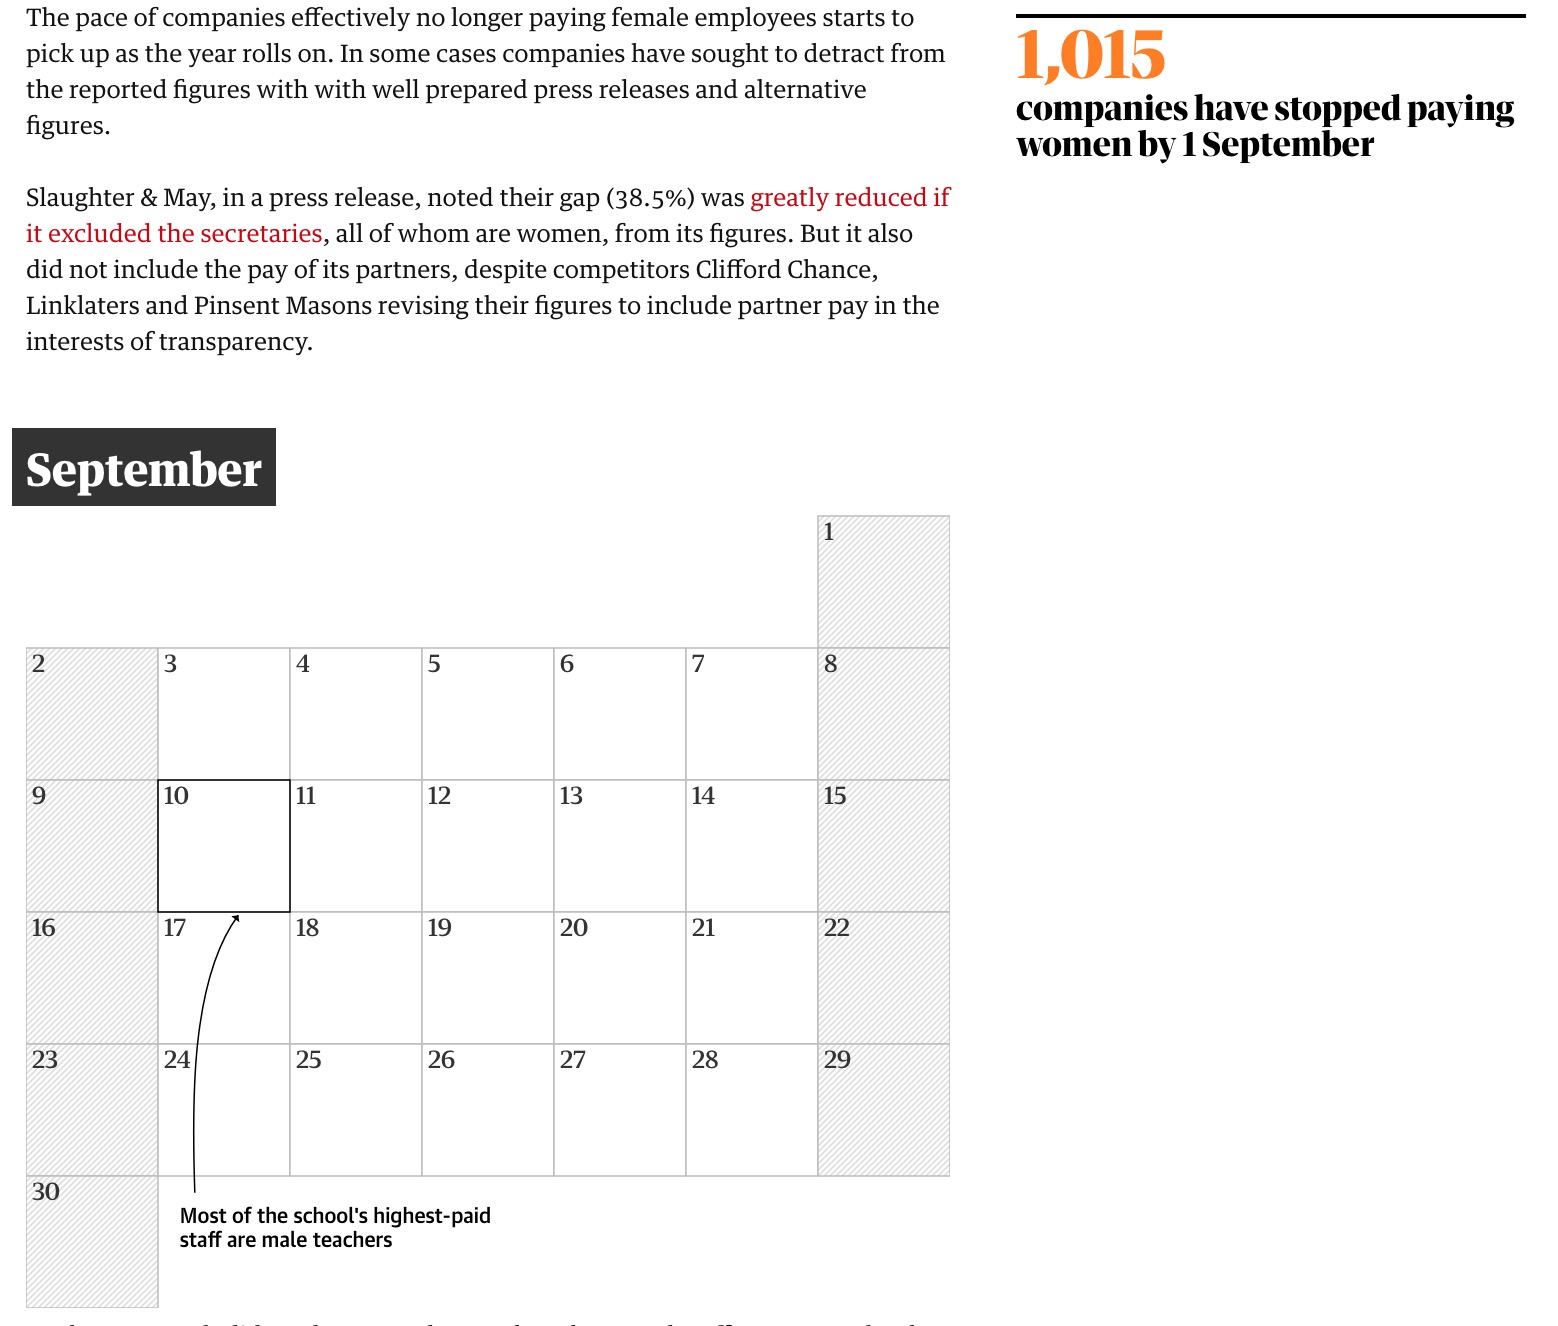 The pace of companies effectively no longer paying female employees starts to
pick up as the year rolls on. In some cases companies have sought to detract from
the reported figures with with well prepared press releases and alternative
figures.
Slaughter & May, in a press release, noted their gap (38.5%) was greatly reduced if
it excluded the secretaries, all of whom are women, from its figures. But it also
did not include the pay of its partners, despite competitors Clifford Chance,
Linklaters and Pinsent Masons revising their figures to include partner pay in the
interests of transparency.
1,015
companies have stopped paying
women by 1 September
September
1
2 3 4 5 6 7 8
9 10 11 12 13 14 15
16 17 18 19 20 21 22
23 24 25 26 27 28 29
30
Most of the school's highest-paid
staff are male teachers